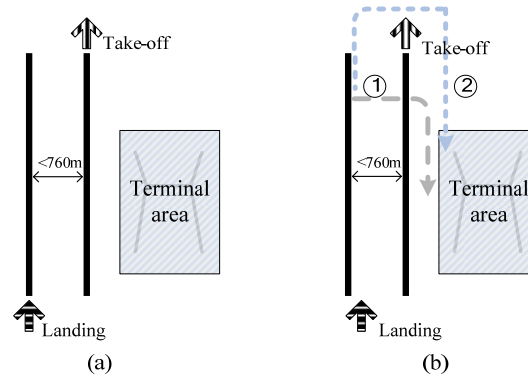 Take-off
<760m
Terminal
area
Landing
(a)
Take-off
①
②
<760m
Terminal
area
Landing
(b)